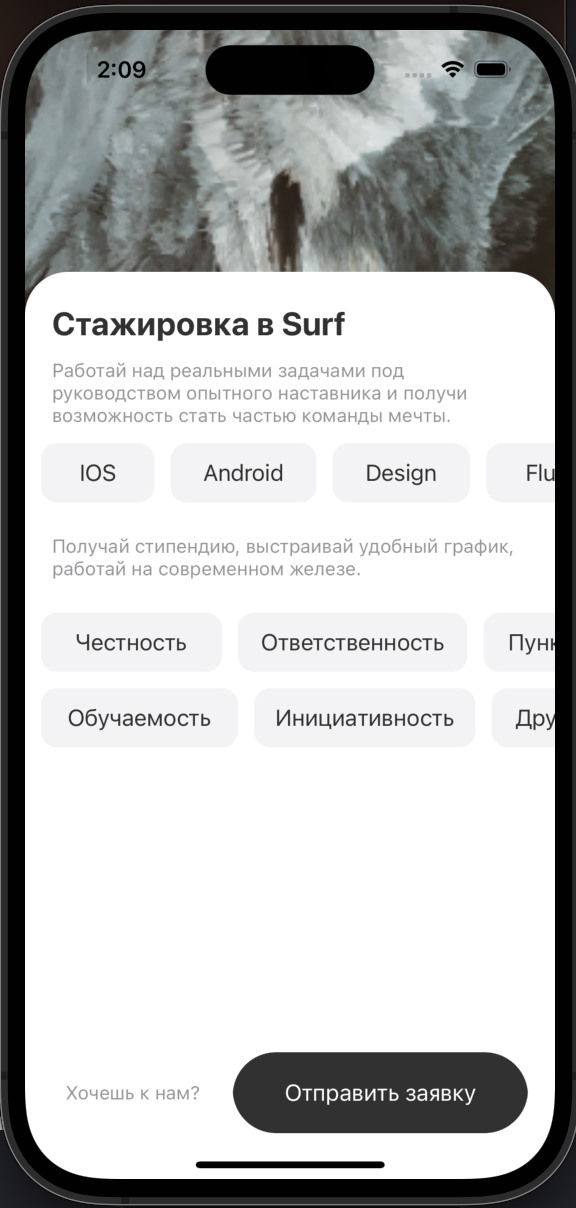 2:09
Стажировка в Surf
Работай над реальными задачами под
руководством опытного наставника и получи
возможность стать частью команды мечты.
IOS Android Design Flu
Получай стипендию, выстраивай удобный график,
работай на современном железе.
Честность Ответственность Пун
Обучаемость Инициативность Дру
Хочешь к нам? Отправить заявку